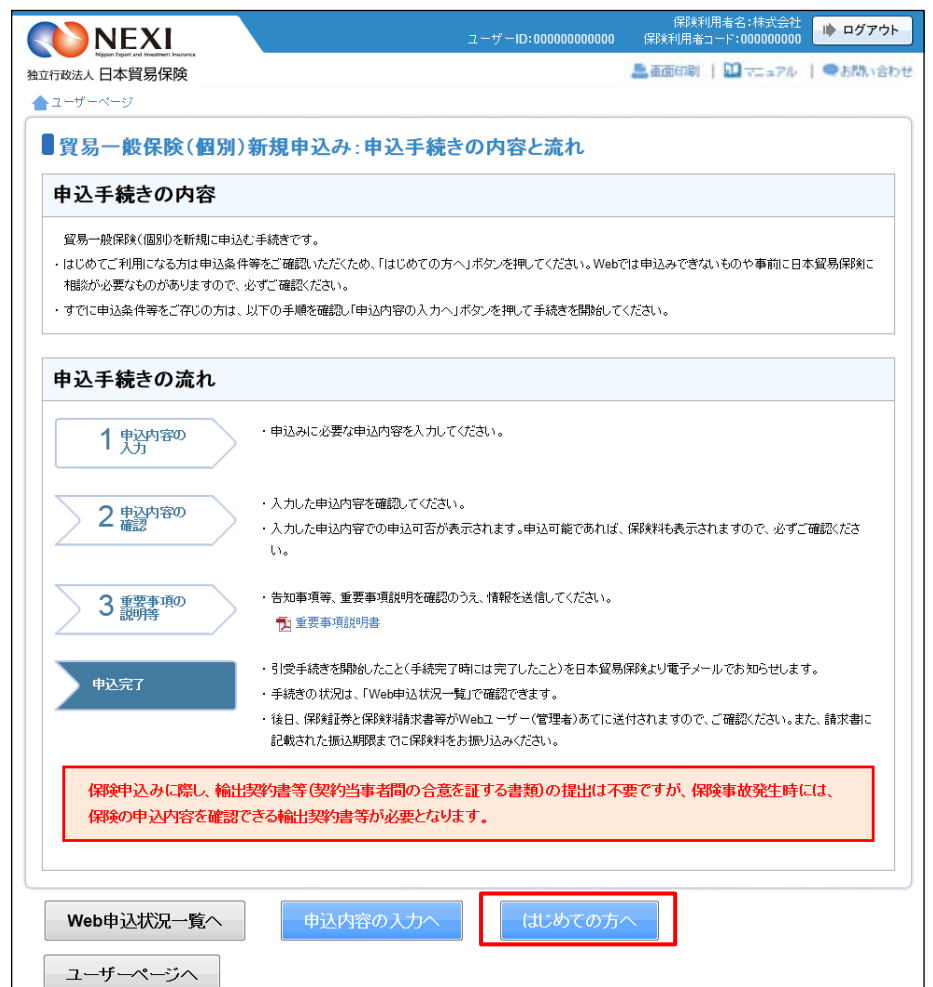 NEXI
Nippon Export and Investment Insurance
独立行政法人 日本貿易保険
ユーザーID:000000000000
保険利用者名:株式会社
保険利用者コード:000000000
ログアウト
画面印刷 | マニュアル | お問い合わせ
ユーザーページ
貿易一般保険(個別)新規申込み:申込手続きの内容と流れ
申込手続きの内容
貿易一般保険(個別)を新規に申込む手続きです。
・はじめてご利用になる方は申込条件等をご確認いただくため、「はじめての方へ」ボタンを押してください。Webでは申込みできないものや事前に日本貿易保険に
相談が必要なものがありますので、必ずご確認ください。
・すでに申込条件等をご存じの方は、以下の手順を確認し「申込内容の入力へ」ボタンを押して手続きを開始してください。
申込手続きの流れ
1 申込内容の
入力
・申込みに必要な申込内容を入力してください。
2 申込内容の
確認
・入力した申込内容を確認してください。
・入力した申込内容での申込可否が表示されます。申込可能であれば、保険料も表示されますので、必ずご確認くださ
い。
3 重要事項の
説明等
・告知事項等、重要事項説明を確認のうえ、情報を送信してください。
重要事項説明書
申込完了
・引受手続きを開始したこと(手続完了時には完了したこと)を日本貿易保険より電子メールでお知らせします。
・手続きの状況は、「Web申込状況一覧」で確認できます。
・後日、保険証券と保険料請求書等がWebユーザー(管理者)あてに送付されますので、ご確認ください。また、請求書に
記載された振込期限までに保険料をお振り込みください。
保険申込みに際し、輸出契約書等(契約当事者間の合意を証する書類)の提出は不要ですが、保険事故発生時には、
保険の申込内容を確認できる輸出契約書等が必要となります。
Web申込状況一覧へ
申込内容の入力へ
はじめての方へ
ユーザーページへ